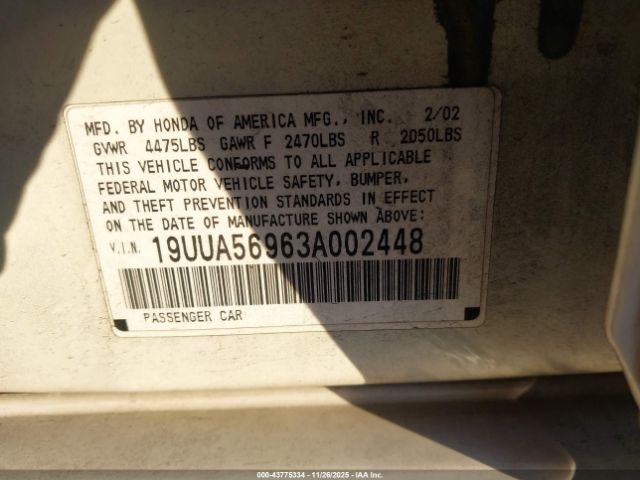 MFD. BY HONDA OF AMERICA MFG., INC. 2/02
GVWR 4475LBS GAWR F 2470LBS R 2050LBS
THIS VEHICLE CONFORMS TO ALL APPLICABLE
FEDERAL MOTOR VEHICLE SAFETY, BUMPER,
AND THEFT PREVENTION STANDARDS IN EFFECT
ON THE DATE OF MANUFACTURE SHOWN ABOVE:
V.I.N. 19UUA56963A002448
PASSENGER CAR
000-43775334 | 11/26/2025 | IAA Inc.